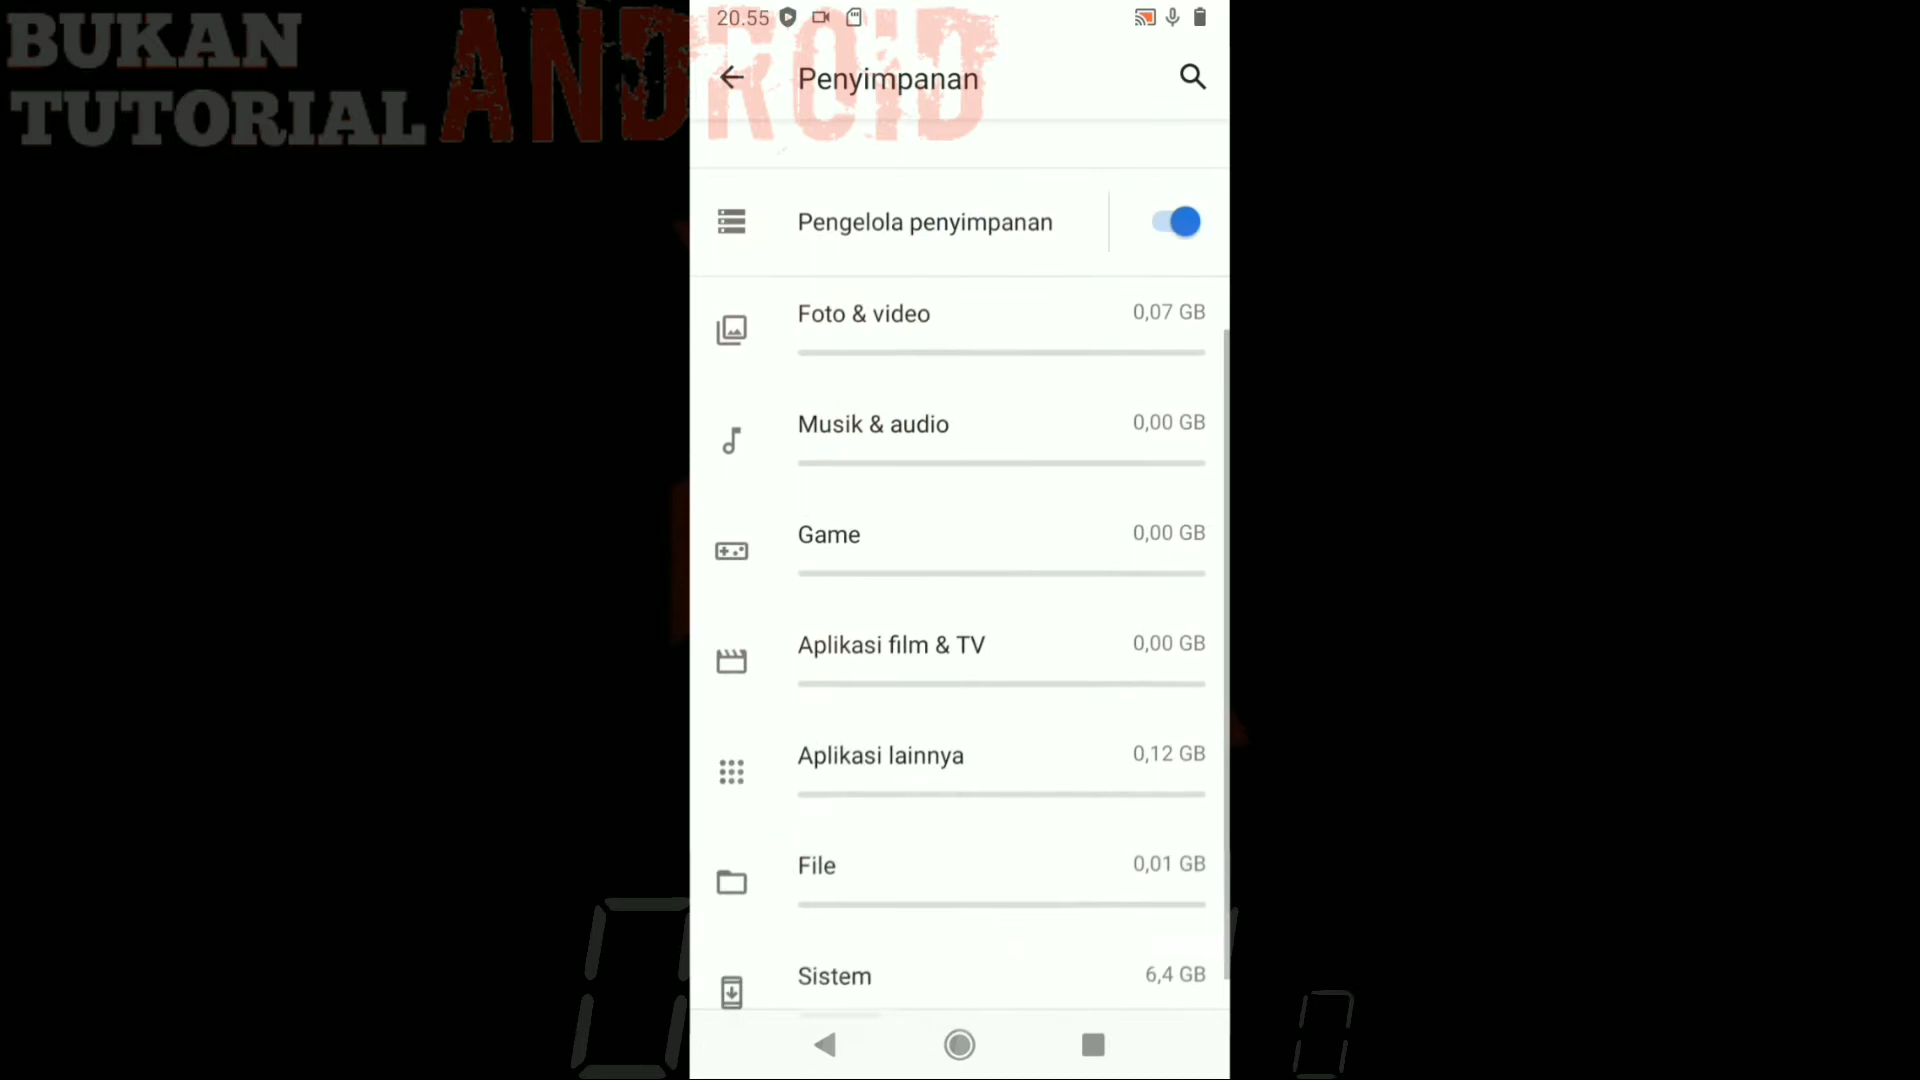 BUKAN
TUTORIAL
ANDROID
20.55
Penyimpanan
Pengelola penyimpanan
Foto & video 0,07 GB
Musik & audio 0,00 GB
Game 0,00 GB
Aplikasi film & TV 0,00 GB
Aplikasi lainnya 0,12 GB
File 0,01 GB
Sistem 6,4 GB